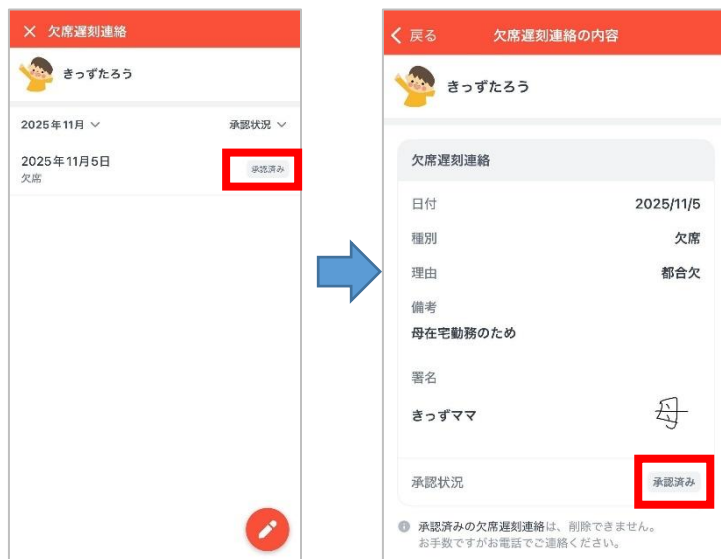 × 欠席遅刻連絡
きっずたろう
2025年11月 承認状況
2025年11月5日
欠席
承認済み
戻る 欠席遅刻連絡の内容
きっずたろう
欠席遅刻連絡
日付 2025/11/5
種別 欠席
理由 都合欠
備考
母在宅勤務のため
署名
きっずママ 母
承認状況 承認済み
承認済みの欠席遅刻連絡は、削除できません。
お手数ですがお電話でご連絡ください。